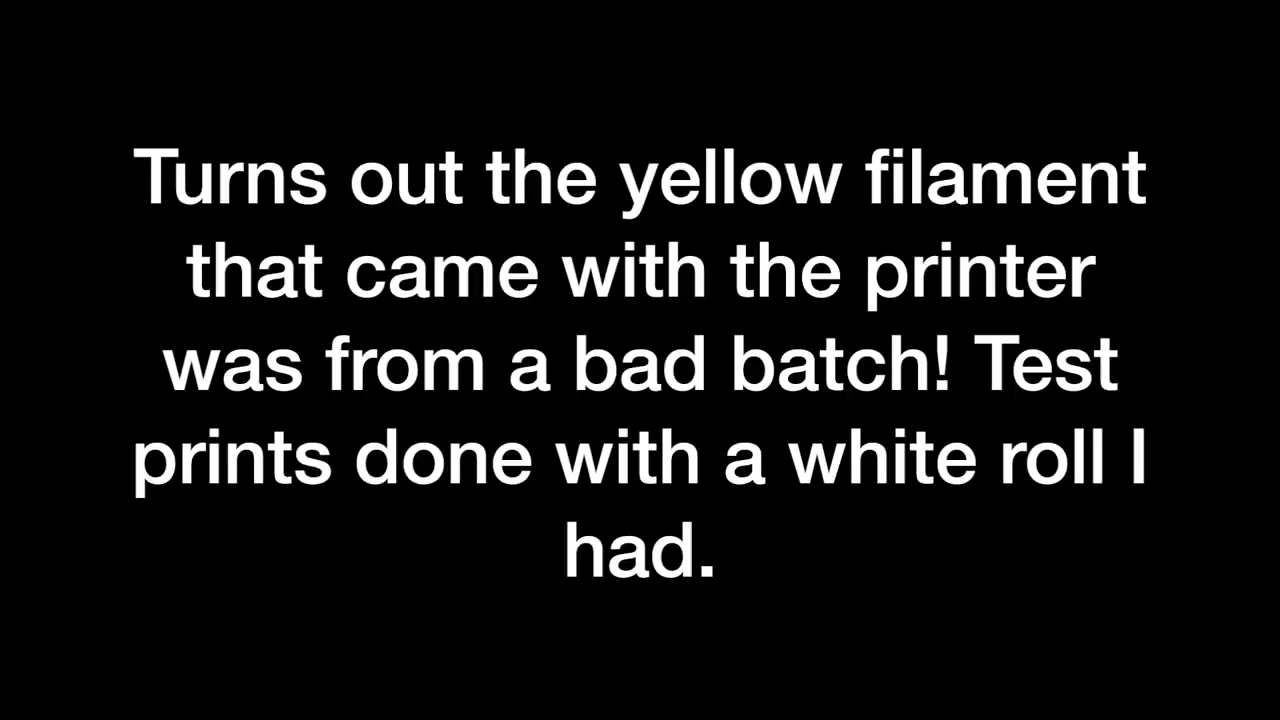 Turns out the yellow filament
that came with the printer
was from a bad batch! Test
prints done with a white roll I
had.